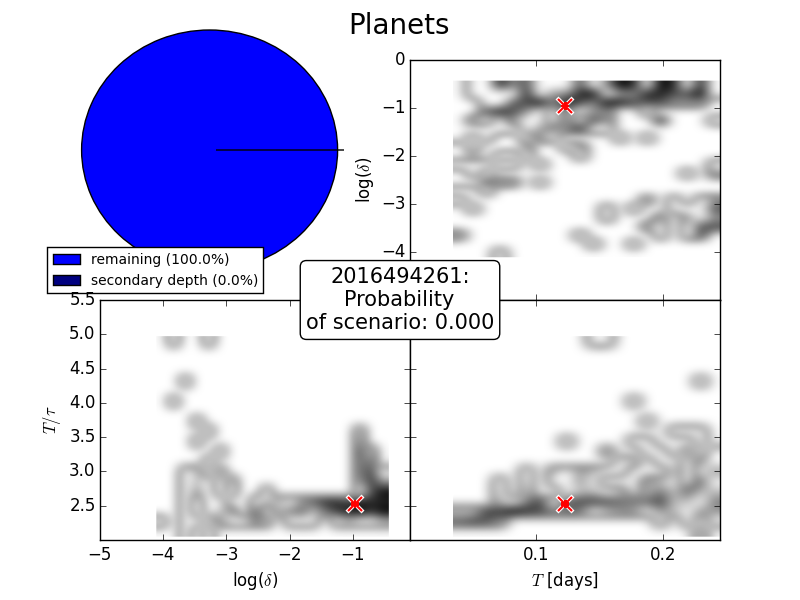 Planets
remaining (100.0%)
secondary depth (0.0%)
0
−1
−2
−3
−4
log(δ)
2016494261:
Probability
of scenario: 0.000
5.5
5.0
4.5
4.0
3.5
3.0
2.5
T/τ
−5
−4
−3
−2
−1
log(δ)
0.1
0.2
T [days]